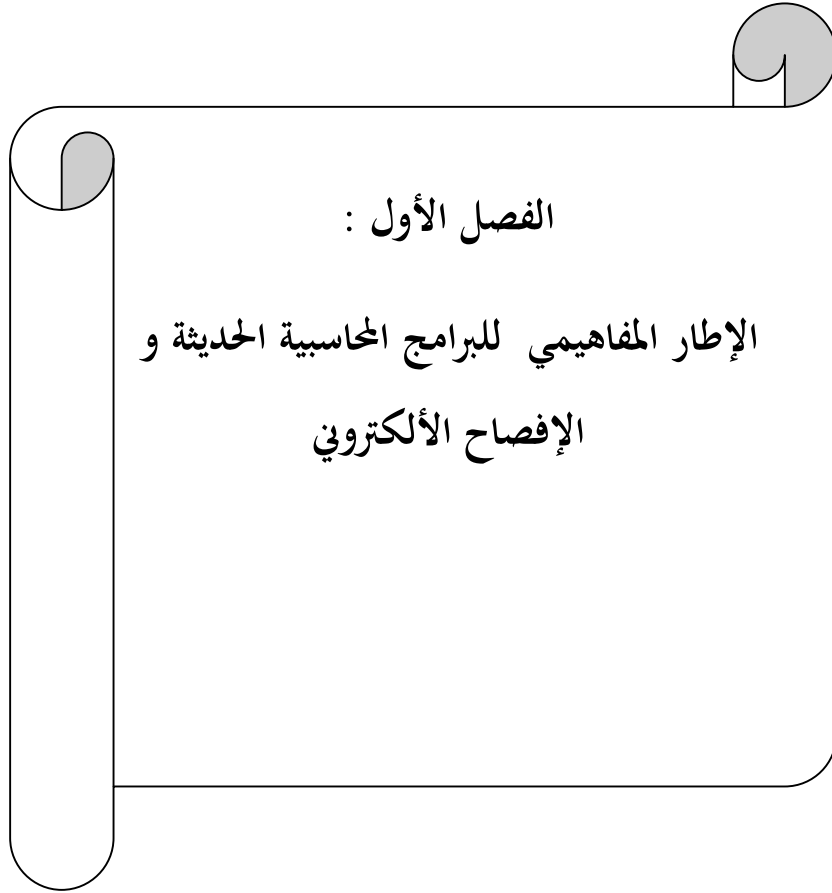 الفصل الأول :
الإطار المفاهيمي للبرامج المحاسبية الحديثة و
الإفصاح الألكتروني